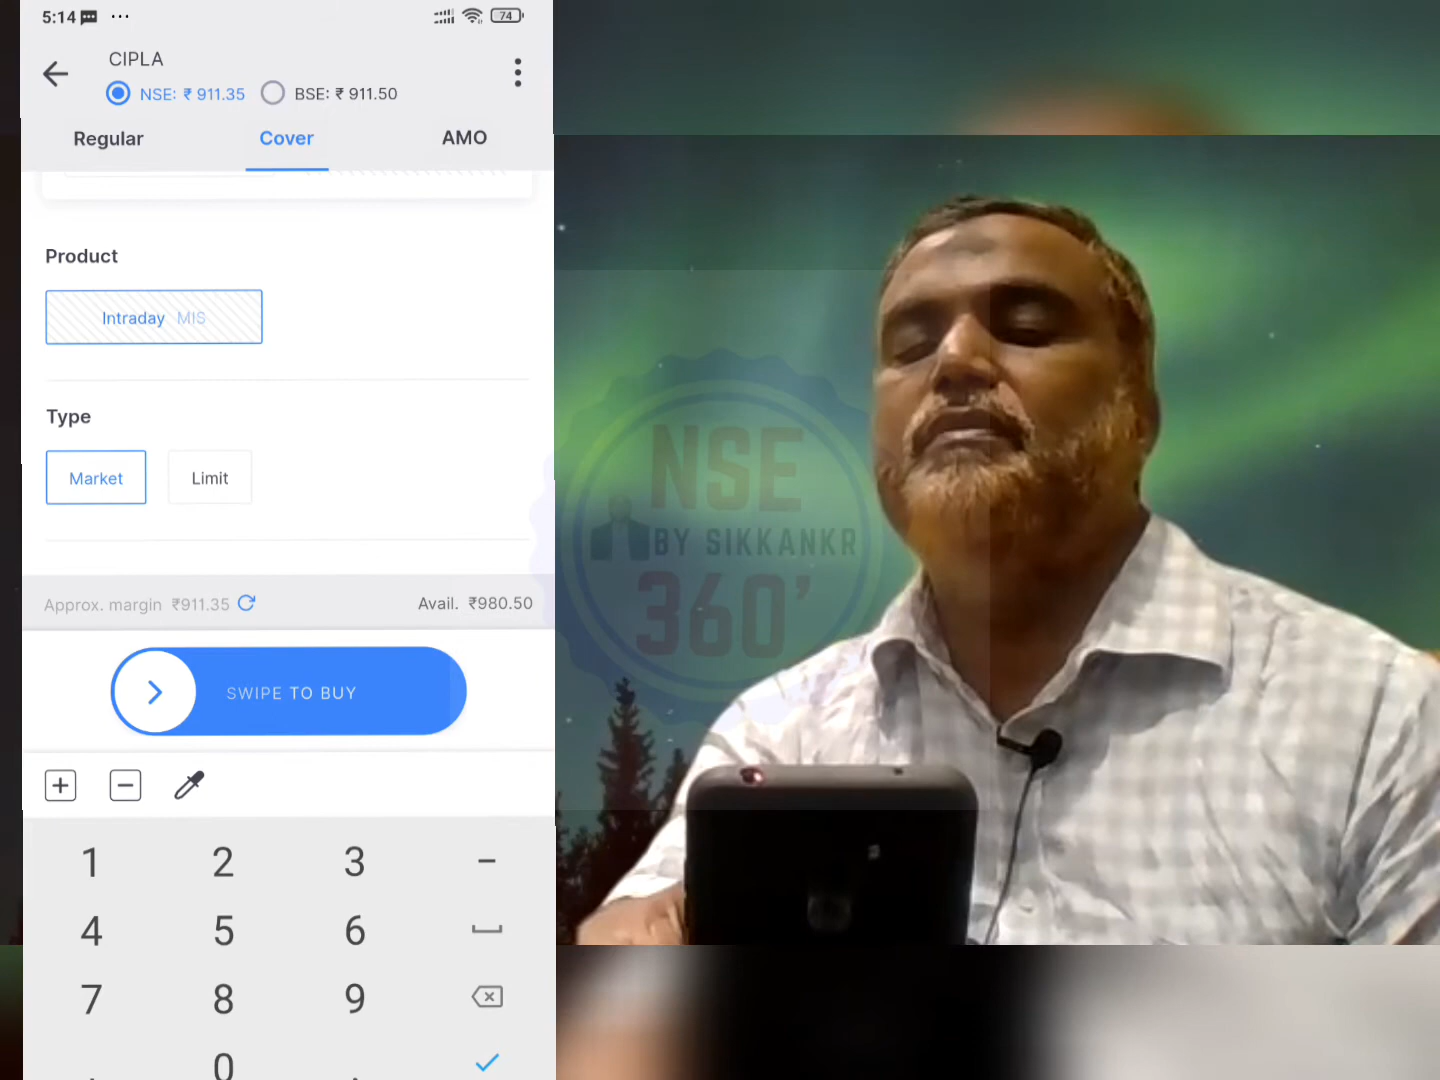 5:14
74
CIPLA
NSE: ₹ 911.35
BSE: ₹ 911.50
Regular
Cover
AMO
Product
Intraday MIS
Type
Market
Limit
Approx. margin ₹911.35
Avail. ₹980.50
SWIPE TO BUY
1 2 3 -
4 5 6
7 8 9
, 0 .
NSE
BY SIKKANKR
360'